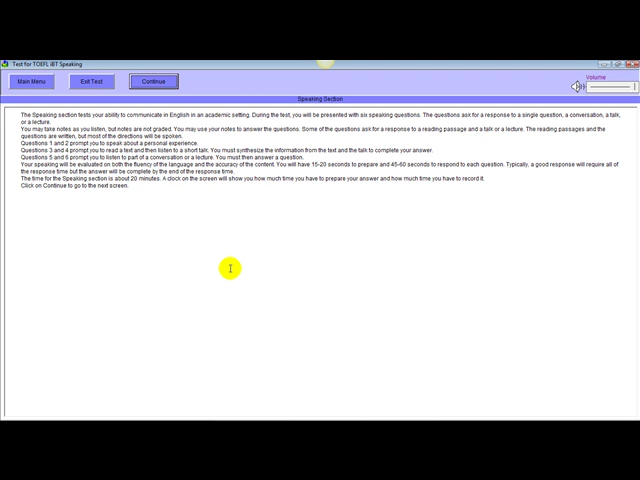 Test for TOEFL iBT Speaking
Main Menu
Exit Test
Continue
Volume
Speaking Section
The Speaking section tests your ability to communicate in English in an academic setting. During the test, you will be presented with six speaking questions. The questions ask for a response to a single question, a conversation, a talk,
or a lecture.
You may take notes as you listen, but notes are not graded. You may use your notes to answer the questions. Some of the questions ask for a response to a reading passage and a talk or a lecture. The reading passages and the
questions are written, but most of the directions will be spoken.
Questions 1 and 2 prompt you to speak about a personal experience.
Questions 3 and 4 prompt you to read a text and then listen to a short talk. You must synthesize the information from the text and the talk to complete your answer.
Questions 5 and 6 prompt you to listen to part of a conversation or a lecture. You must then answer a question.
Your speaking will be evaluated on both the fluency of the language and the accuracy of the content. You will have 15-20 seconds to prepare and 45-60 seconds to respond to each question. Typically, a good response will require all of
the response time but the answer will be complete by the end of the response time.
The time for the Speaking section is about 20 minutes. A clock on the screen will show you how much time you have to prepare your answer and how much time you have to record it.
Click on Continue to go to the next screen.